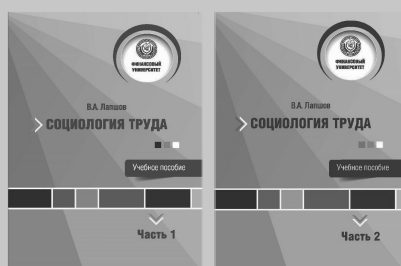 ФИНАНСОВЫЙ
УНИВЕРСИТЕТ
В.А. Лапшов
СОЦИОЛОГИЯ ТРУДА
Учебное пособие
Часть 1
ФИНАНСОВЫЙ
УНИВЕРСИТЕТ
В.А. Лапшов
СОЦИОЛОГИЯ ТРУДА
Учебное пособие
Часть 2